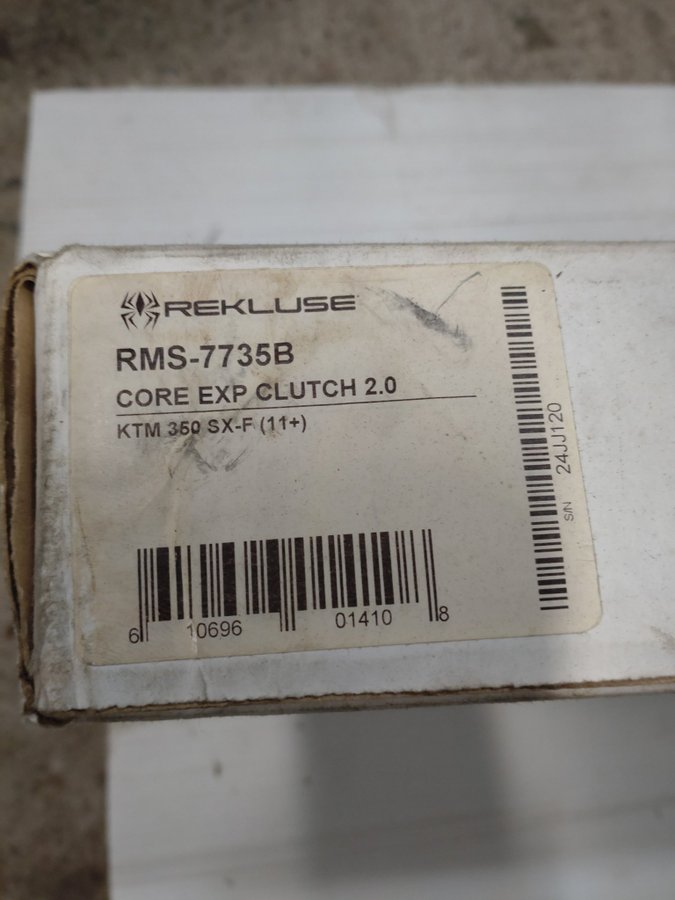 REKLUSE
RMS-7735B
CORE EXP CLUTCH 2.0
KTM 350 SX-F (11+)
S/N 24JJ120
6 10696 01410 8